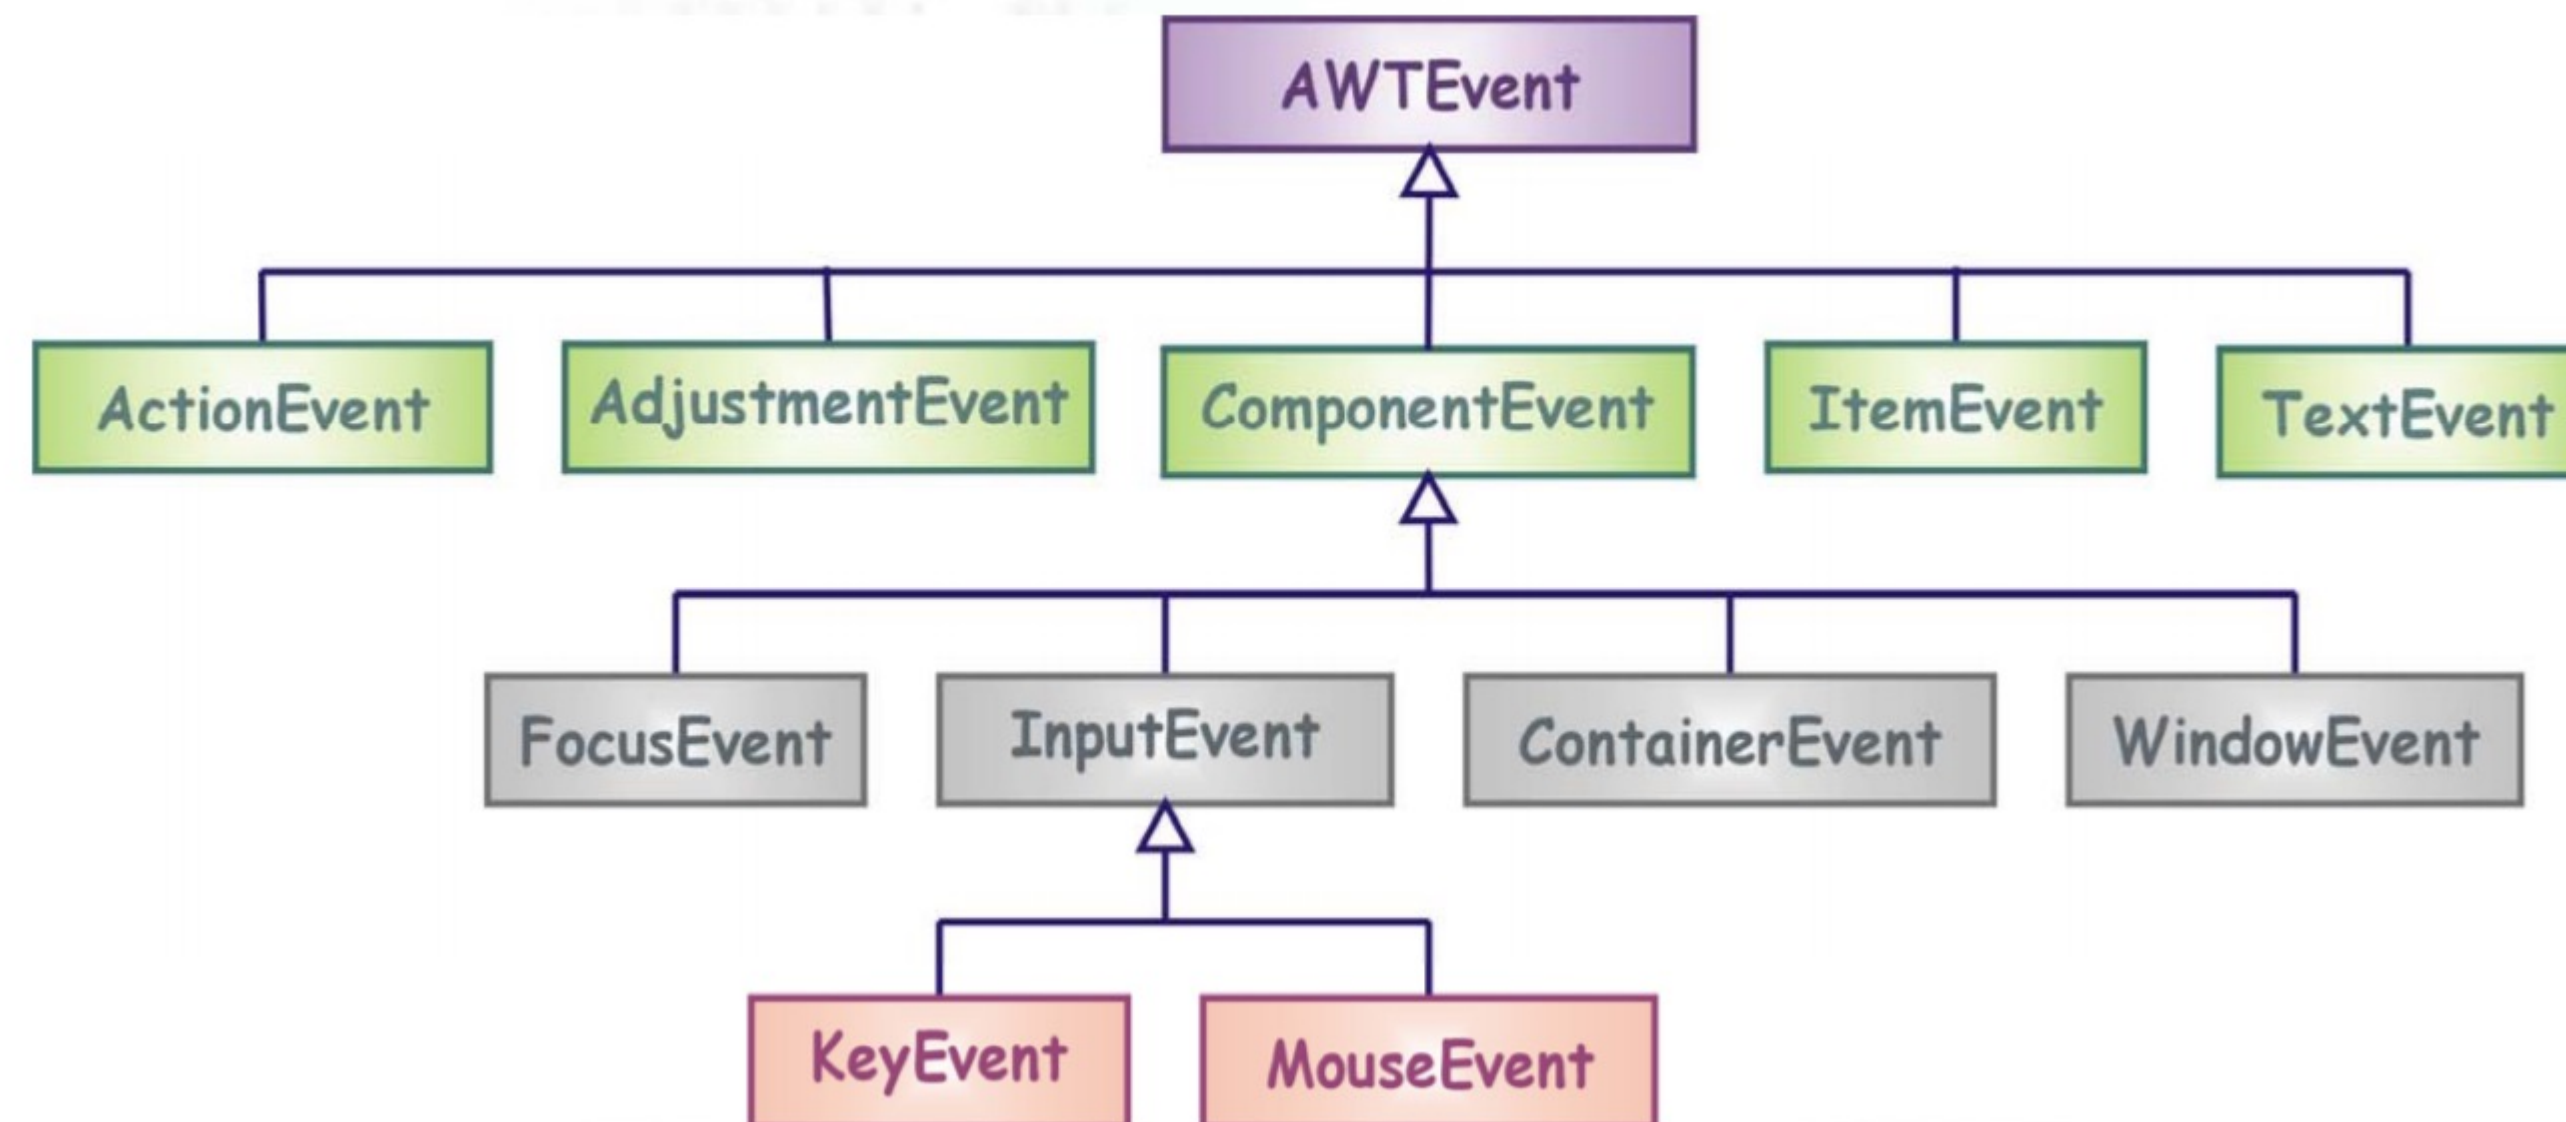 AWTEvent
ActionEvent
AdjustmentEvent
ComponentEvent
ItemEvent
TextEvent
FocusEvent
InputEvent
ContainerEvent
WindowEvent
KeyEvent
MouseEvent